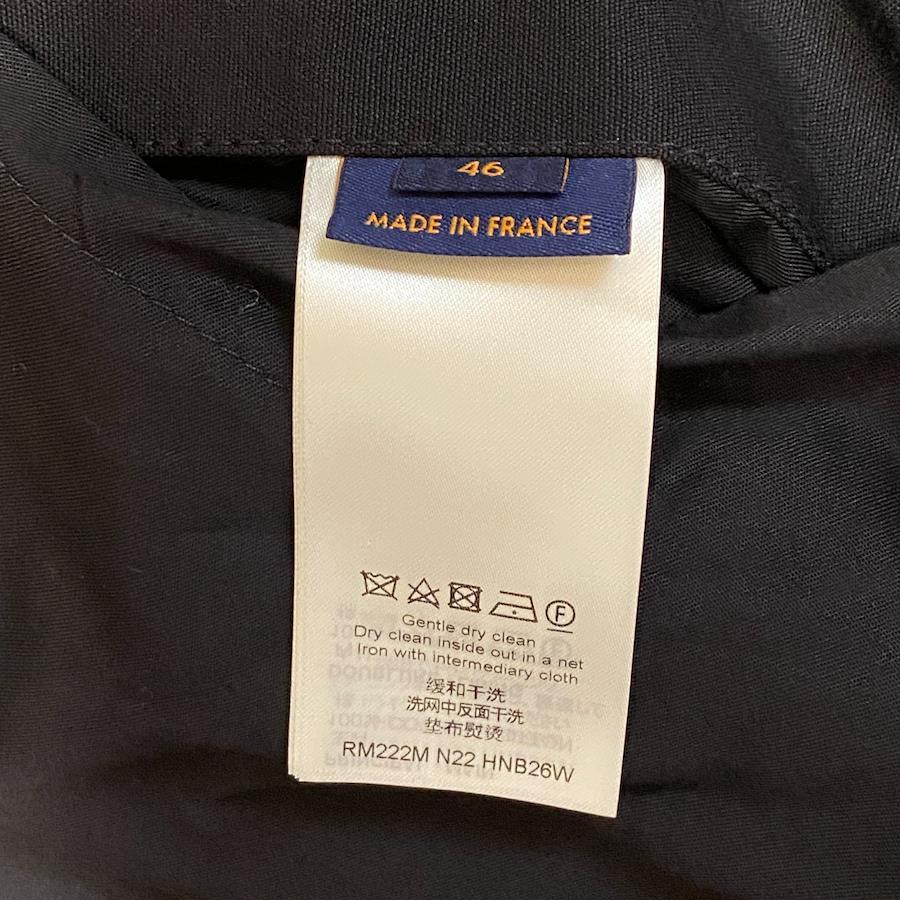 46
MADE IN FRANCE
F
Gentle dry clean
Dry clean inside out in a net
Iron with intermediary cloth
缓和干洗
洗网中反面干洗
垫布熨烫
RM222M N22 HNB26W